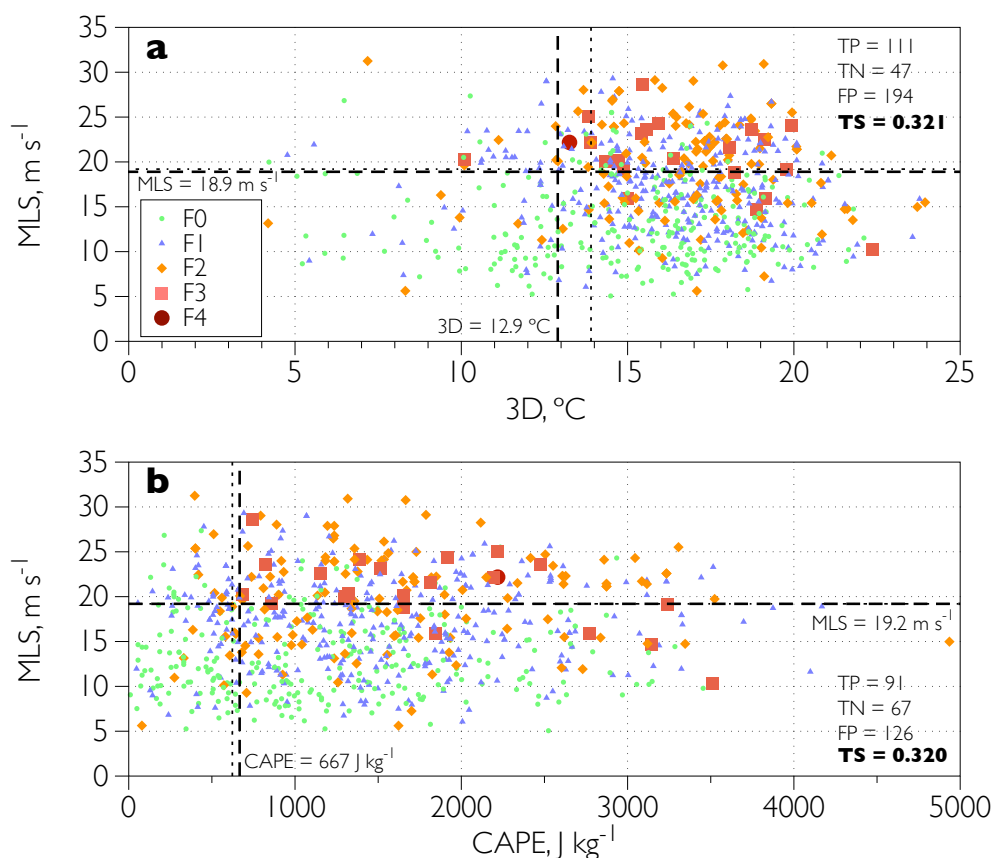 a
TP = 111
TN = 47
FP = 194
TS = 0.321
MLS, m s⁻¹
35
30
25
20
15
10
5
0
MLS = 18.9 m s⁻¹
F0
F1
F2
F3
F4
3D = 12.9 ºC
0
5
10
15
20
25
3D, ºC
b
MLS, m s⁻¹
35
30
25
20
15
10
5
0
MLS = 19.2 m s⁻¹
TP = 91
TN = 67
FP = 126
TS = 0.320
CAPE = 667 J kg⁻¹
0
1000
2000
3000
4000
5000
CAPE, J kg⁻¹